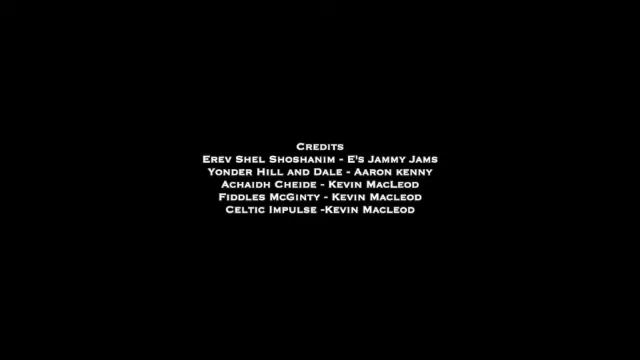 Credits
Erev Shel Shoshanim - E's Jammy Jams
Yonder Hill and Dale - Aaron kenny
Achaidh Cheide - Kevin MacLeod
Fiddles McGinty - Kevin Macleod
Celtic Impulse -Kevin Macleod